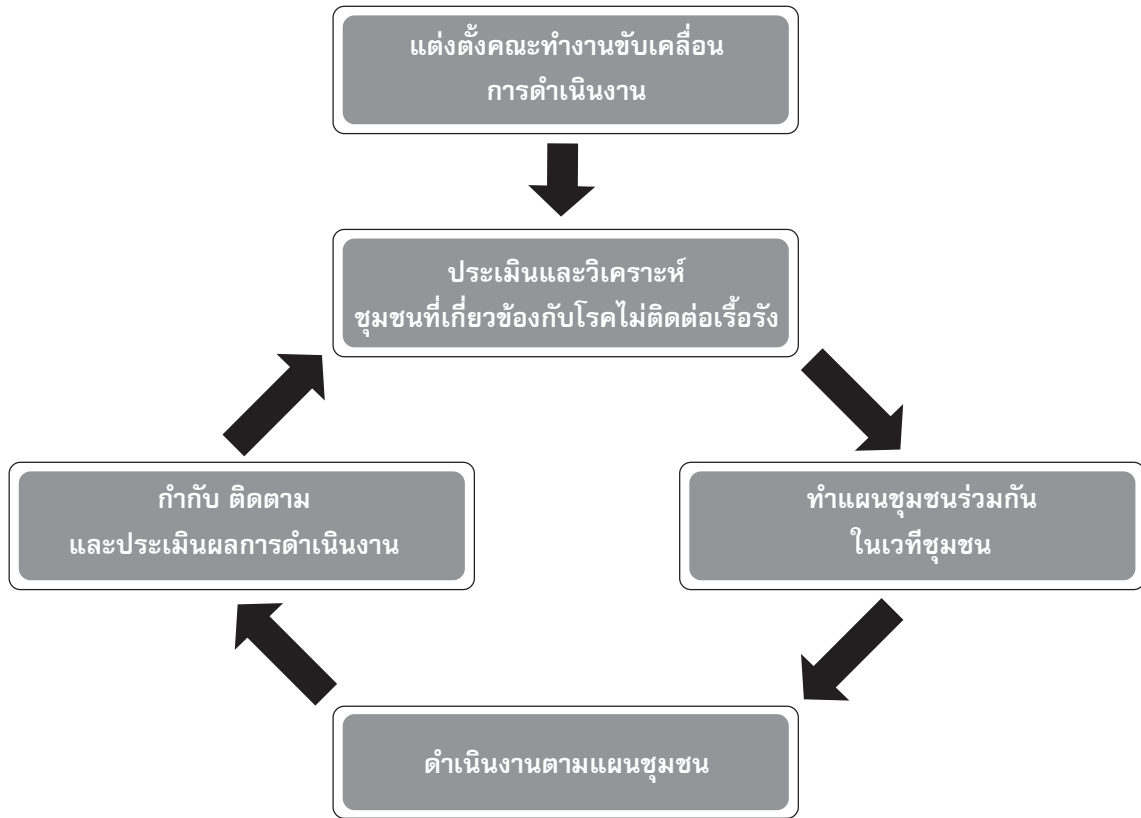 แต่งตั้งคณะทำงานขับเคลื่อน
การดำเนินงาน
ประเมินและวิเคราะห์
ชุมชนที่เกี่ยวข้องกับโรคไม่ติดต่อเรื้อรัง
ทำแผนชุมชนร่วมกัน
ในเวทีชุมชน
ดำเนินงานตามแผนชุมชน
กำกับ ติดตาม
และประเมินผลการดำเนินงาน